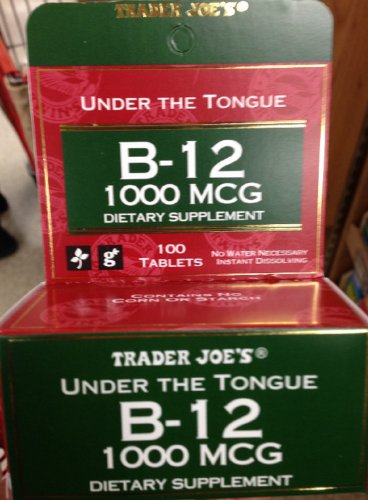 TRADER JOE'S®
UNDER THE TONGUE
B-12
1000 MCG
DIETARY SUPPLEMENT
100
TABLETS
g
NO WATER NECESSARY
INSTANT DISSOLVING
CONTAINS NO
CORN OR STARCH
TRADER JOE'S®
UNDER THE TONGUE
B-12
1000 MCG
DIETARY SUPPLEMENT